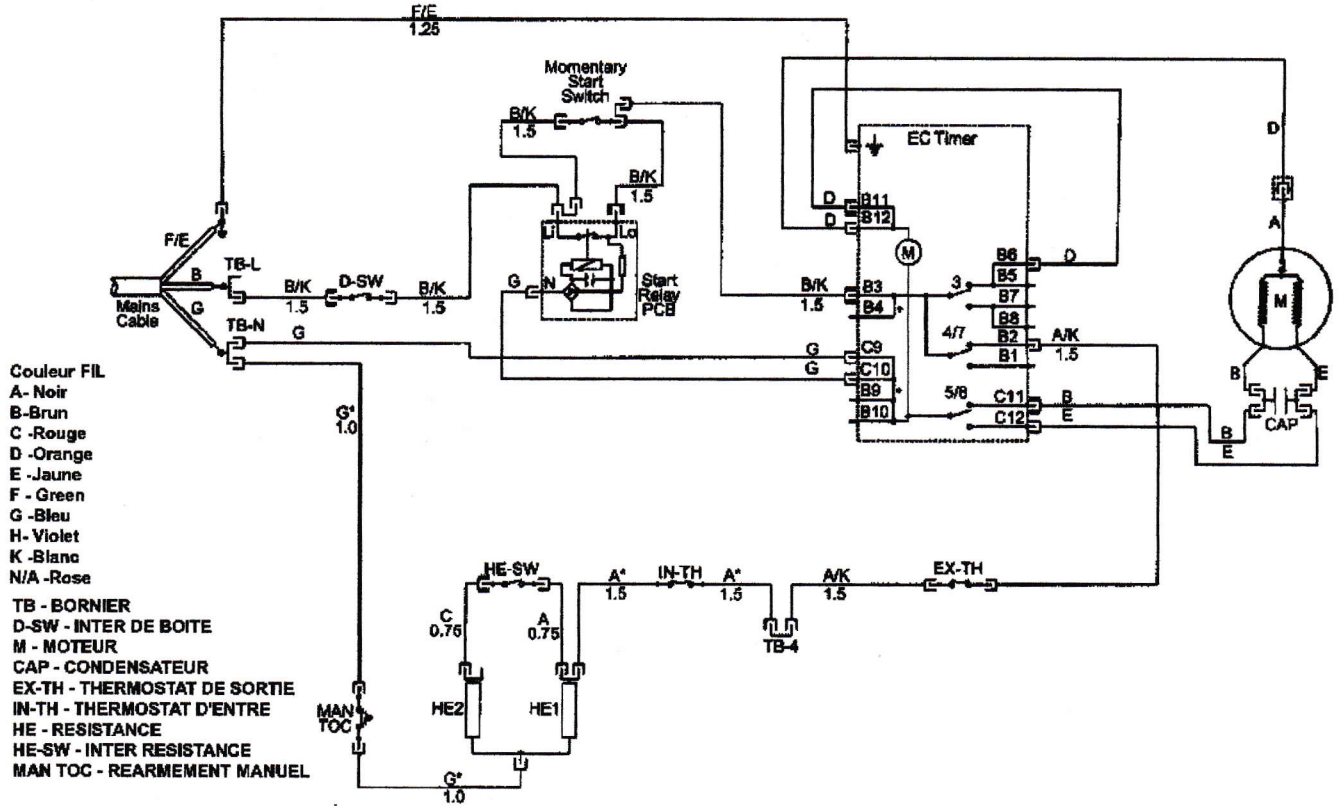 F/E
1.25
Momentary
Start
Switch
B/K
1.5
B/K
1.5
EC Timer
D
D
A
M
B
E
CAP
F/E
B
G
Mains
Cable
TB-L
TB-N
B/K
1.5
D-SW
B/K
1.5
G
Li
Lo
N
Start
Relay
PCB
B/K
1.5
D
D
B11
B12
M
B3
B4
+
B6
B5
B7
B8
B2
B1
3
4/7
5/8
D
A/K
1.5
G
G
G
C9
C10
B9
B10
+
C11
C12
B
E
B
E
Couleur FIL
A- Noir
B-Brun
C -Rouge
D -Orange
E -Jaune
F - Green
G -Bleu
H- Violet
K -Blanc
N/A -Rose
TB - BORNIER
D-SW - INTER DE BOITE
M - MOTEUR
CAP - CONDENSATEUR
EX-TH - THERMOSTAT DE SORTIE
IN-TH - THERMOSTAT D'ENTRE
HE - RESISTANCE
HE-SW - INTER RESISTANCE
MAN TOC - REARMEMENT MANUEL
G*
1.0
MAN
TOC
G*
1.0
HE-SW
C
0.75
A
0.75
HE2
HE1
A*
1.5
IN-TH
A*
1.5
TB-4
A/K
1.5
EX-TH